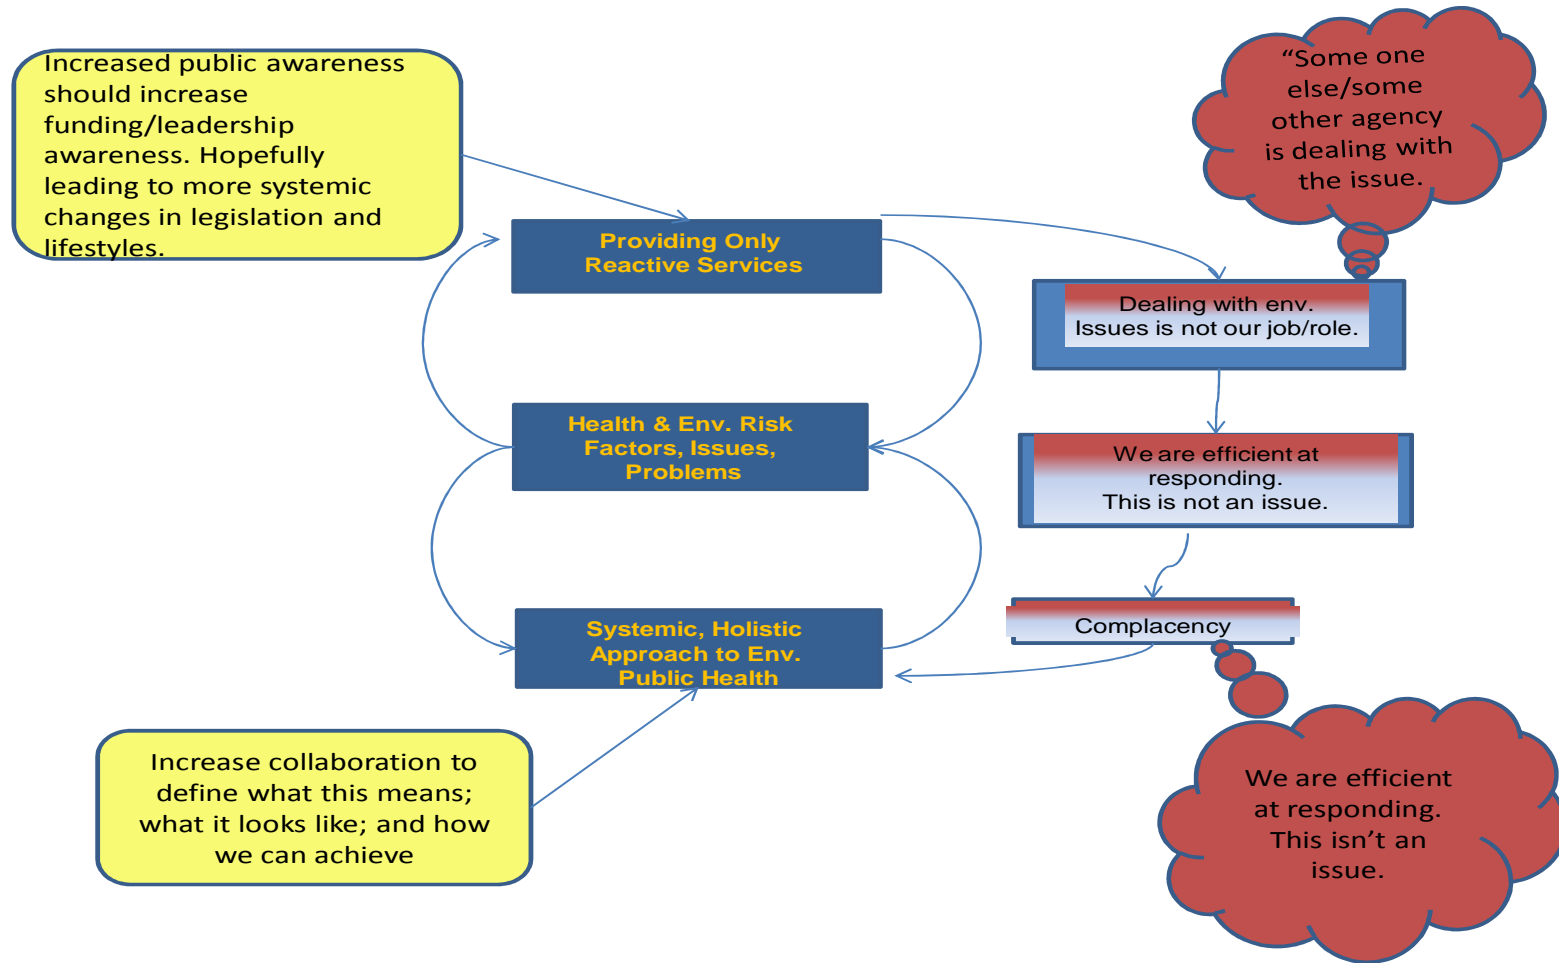 Increased public awareness
should increase
funding/leadership
awareness. Hopefully
leading to more systemic
changes in legislation and
lifestyles.
“Some one
else/some
other agency
is dealing with
the issue.
Providing Only
Reactive Services
Dealing with env.
Issues is not our job/role.
Health & Env. Risk
Factors, Issues,
Problems
We are efficient at
responding.
This is not an issue.
Systemic, Holistic
Approach to Env.
Public Health
Complacency
Increase collaboration to
define what this means;
what it looks like; and how
we can achieve
We are efficient
at responding.
This isn’t an
issue.